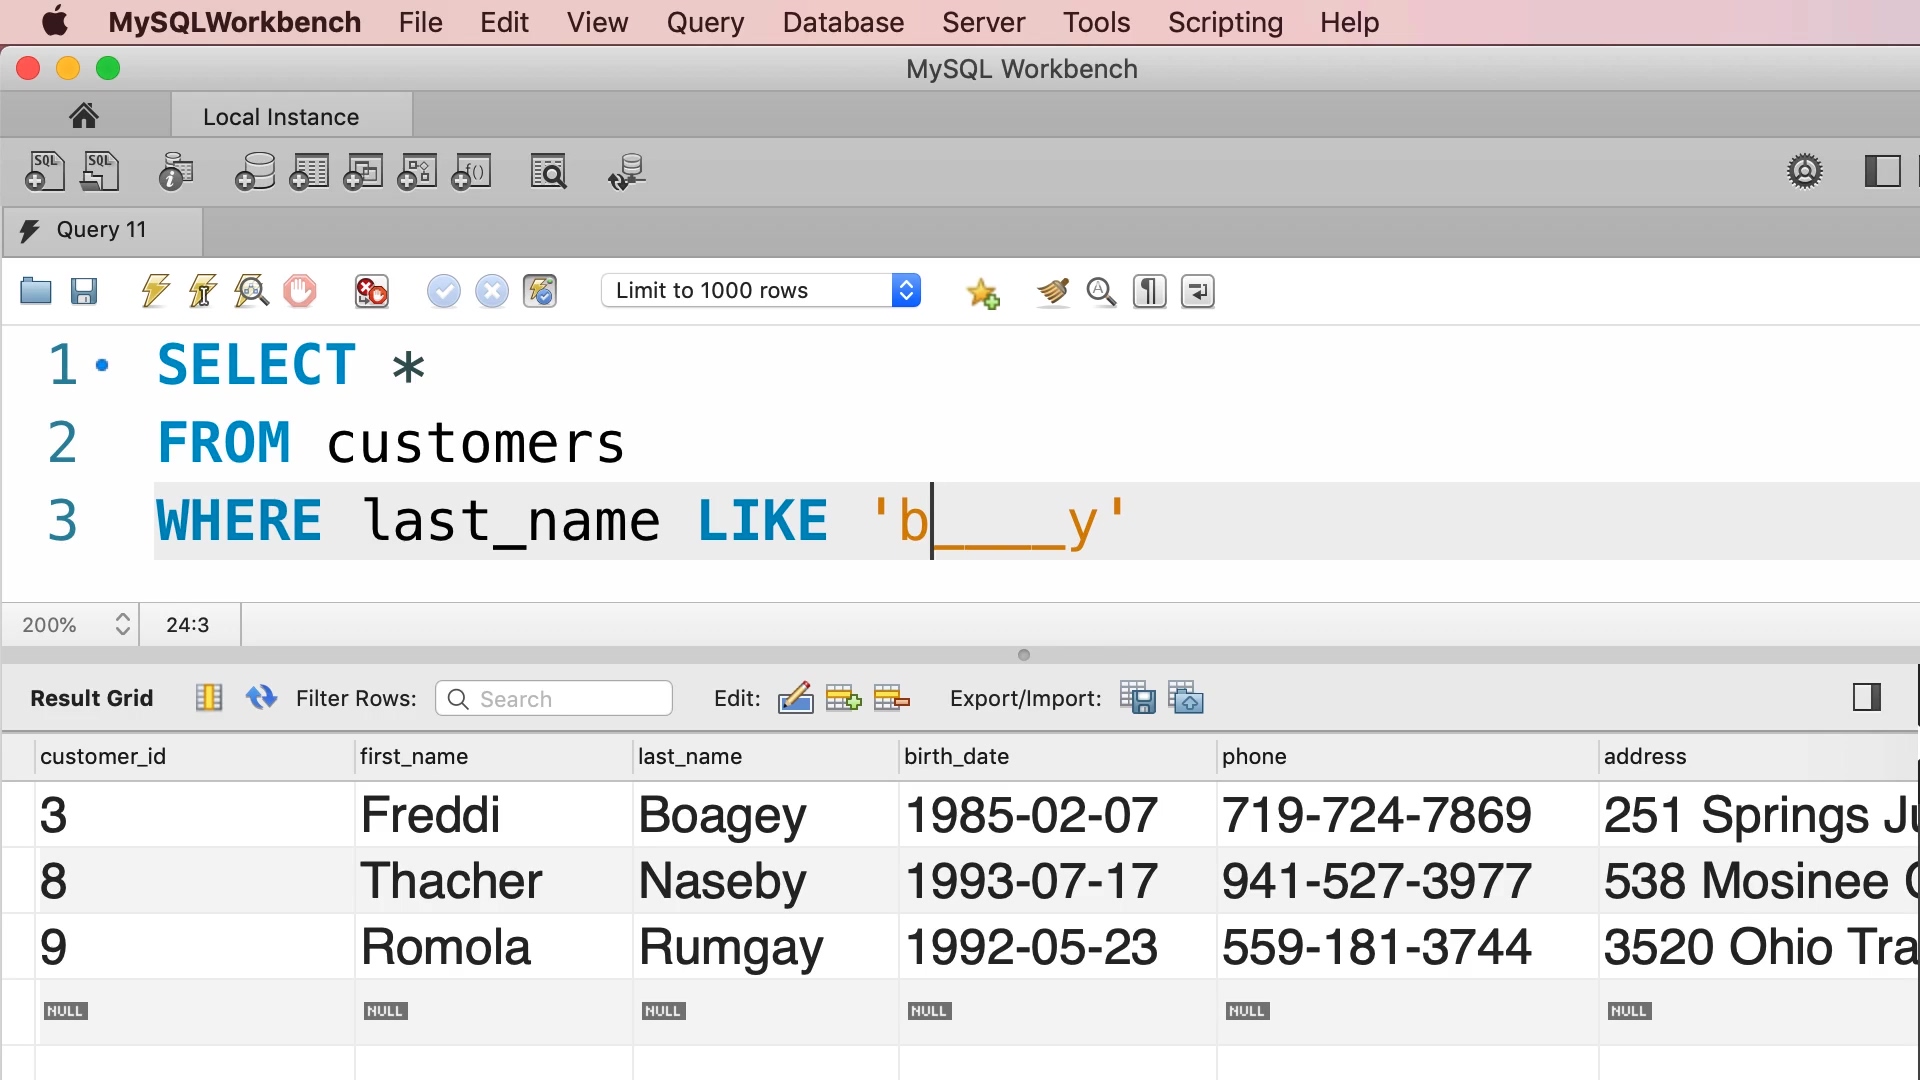 MySQLWorkbench File Edit View Query Database Server Tools Scripting Help
MySQL Workbench
Local Instance
SQL SQL
Query 11
Limit to 1000 rows
1 SELECT *
2 FROM customers
3 WHERE last_name LIKE 'b____y'
200% 24:3
Result Grid Filter Rows: Search Edit: Export/Import:
customer_id first_name last_name birth_date phone address
3 Freddi Boagey 1985-02-07 719-724-7869 251 Springs Ju
8 Thacher Naseby 1993-07-17 941-527-3977 538 Mosinee
9 Romola Rumgay 1992-05-23 559-181-3744 3520 Ohio Tra
NULL NULL NULL NULL NULL NULL